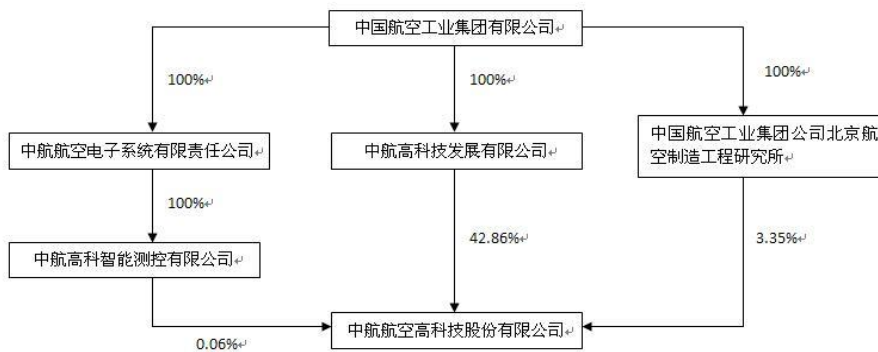 中国航空工业集团有限公司↵
100%↵
100%↵
100%↵
中航航空电子系统有限责任公司↵
中航高科技发展有限公司↵
中国航空工业集团公司北京航
空制造工程研究所↵
100%↵
42.86%↵
3.35%↵
中航高科智能测控有限公司↵
中航航空高科技股份有限公司↵
0.06%↵